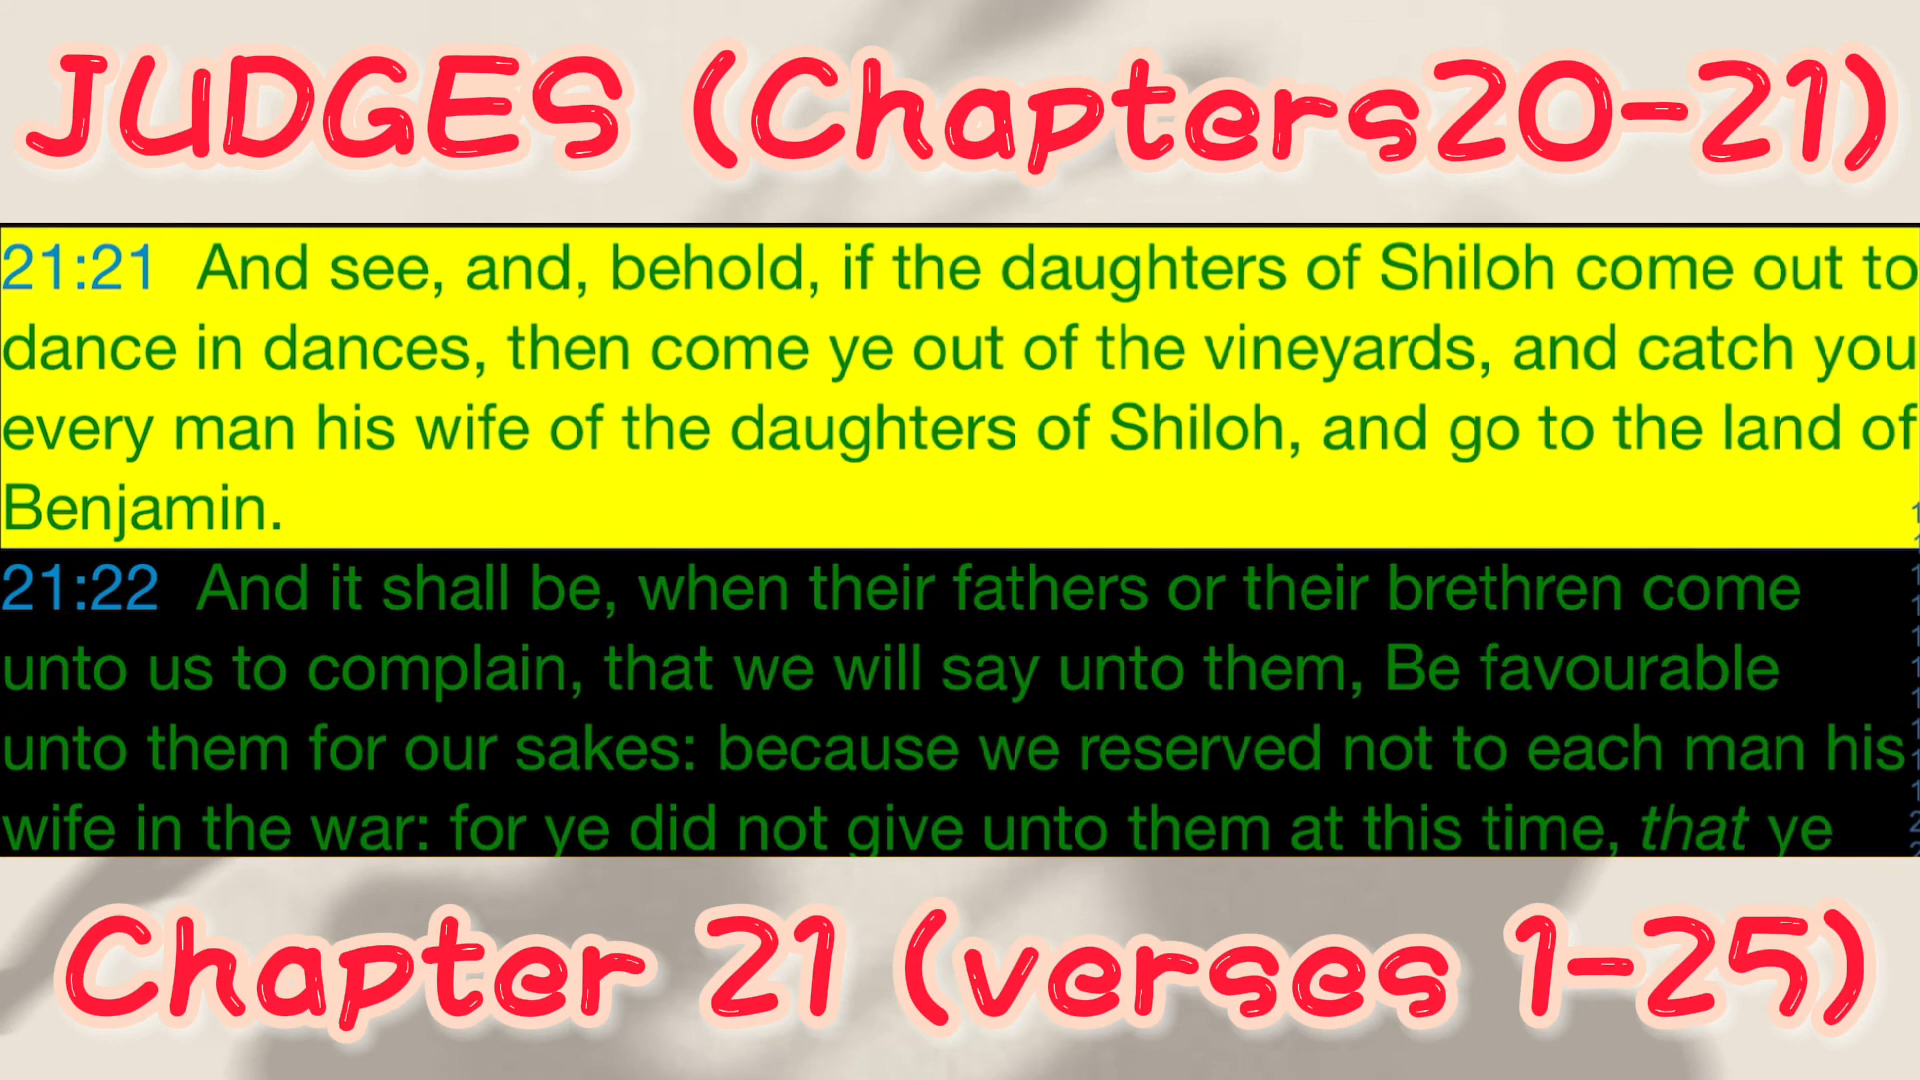 JUDGES (Chapters20-21)
21:21 And see, and, behold, if the daughters of Shiloh come out to
dance in dances, then come ye out of the vineyards, and catch you
every man his wife of the daughters of Shiloh, and go to the land of
Benjamin.
21:22 And it shall be, when their fathers or their brethren come
unto us to complain, that we will say unto them, Be favourable
unto them for our sakes: because we reserved not to each man his
wife in the war: for ye did not give unto them at this time, that ye
Chapter 21 (verses 1-25)